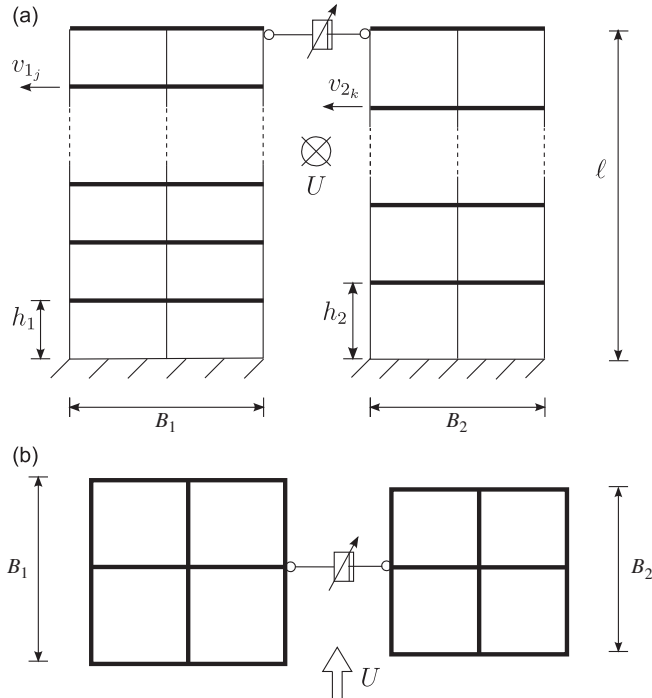 (a)
v₁ⱼ
v₂ₖ
U
ℓ
h₁
h₂
B₁
B₂
(b)
B₁
B₂
U